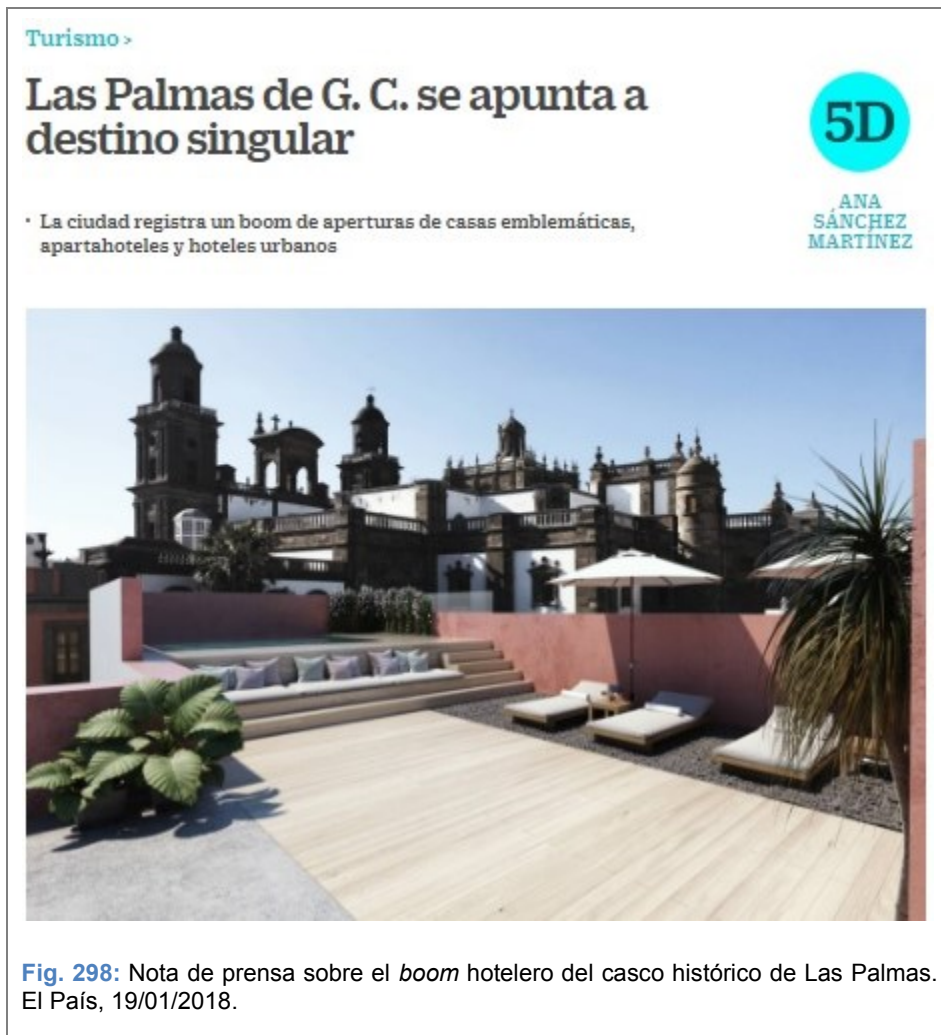 Turismo >
Las Palmas de G. C. se apunta a
destino singular
5D
ANA
SÁNCHEZ
MARTÍNEZ
· La ciudad registra un boom de aperturas de casas emblemáticas,
apartahoteles y hoteles urbanos
Fig. 298: Nota de prensa sobre el boom hotelero del casco histórico de Las Palmas.
El País, 19/01/2018.